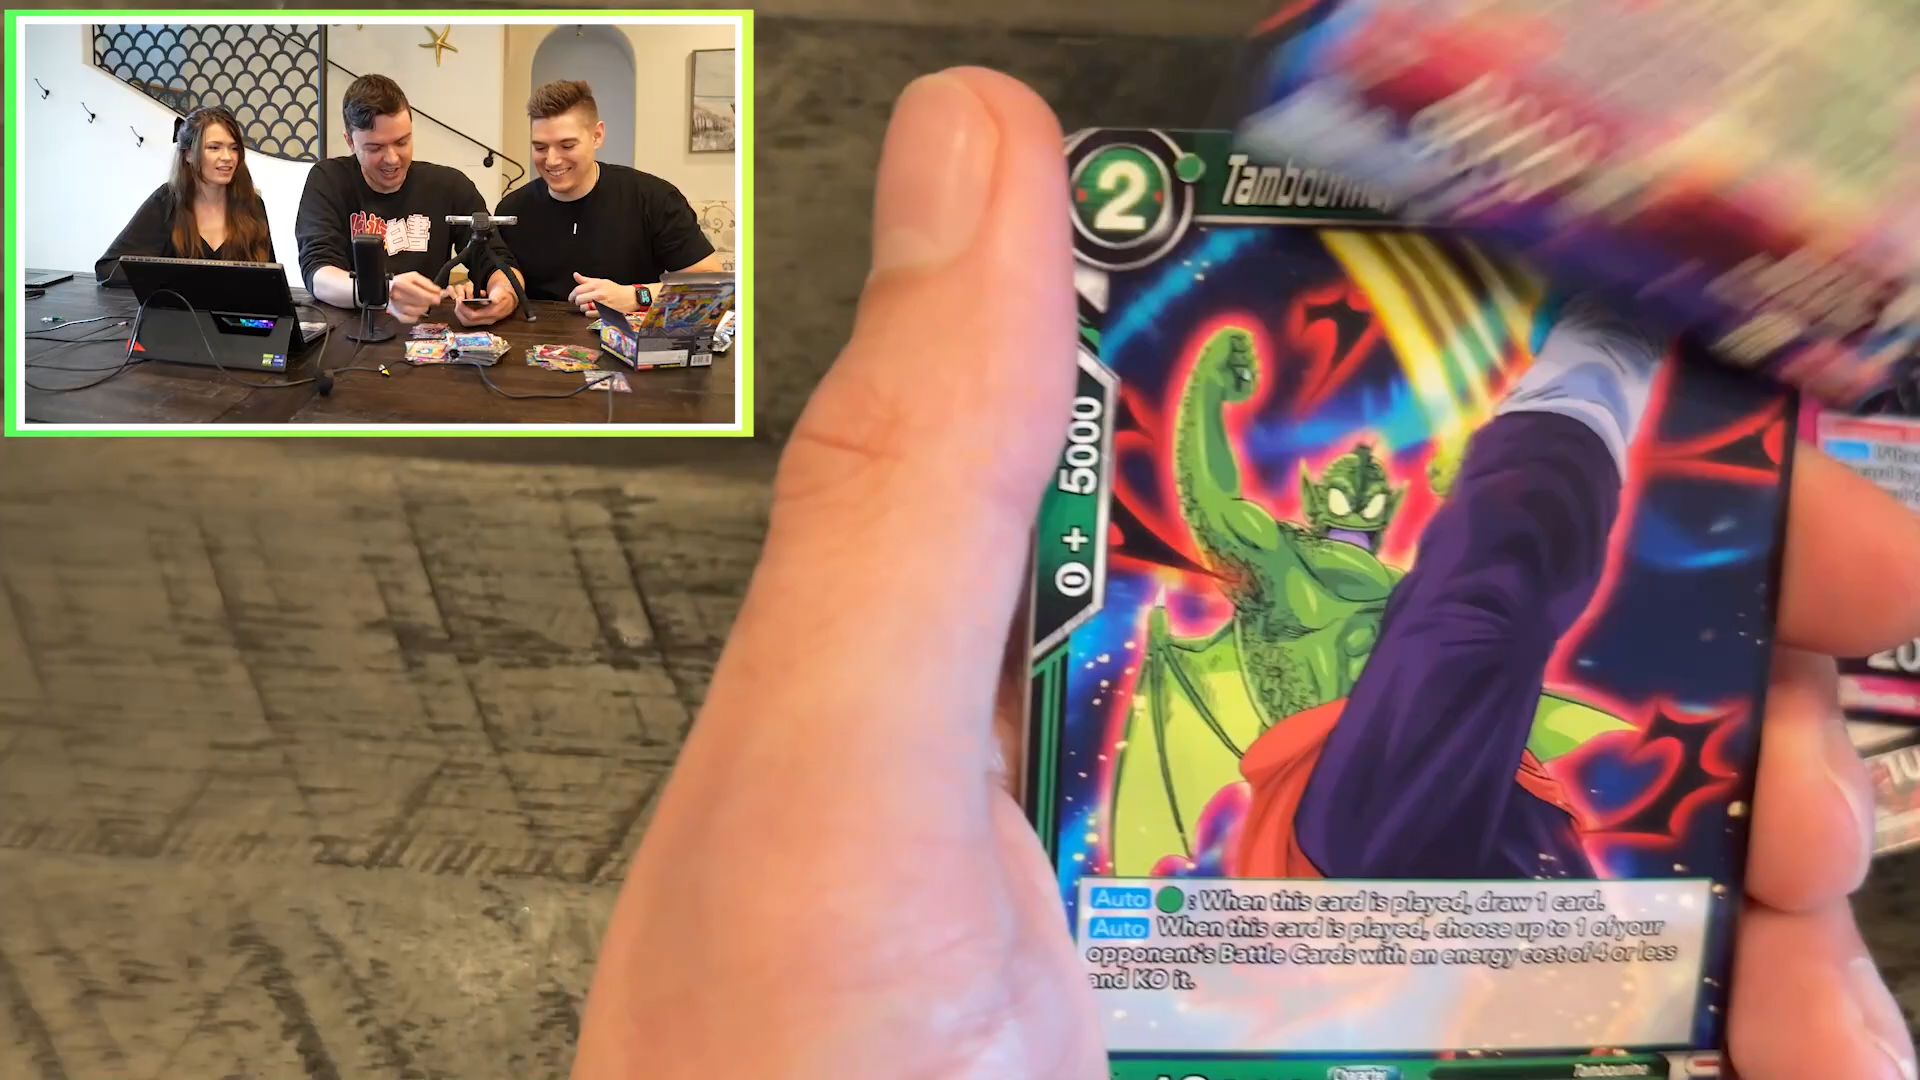 2
Tambourine,
0 + 5000
Auto : When this card is played, draw 1 card.
Auto When this card is played, choose up to 1 of your
opponent's Battle Cards with an energy cost of 4 or less
and KO it.
Character
Tambourine
書